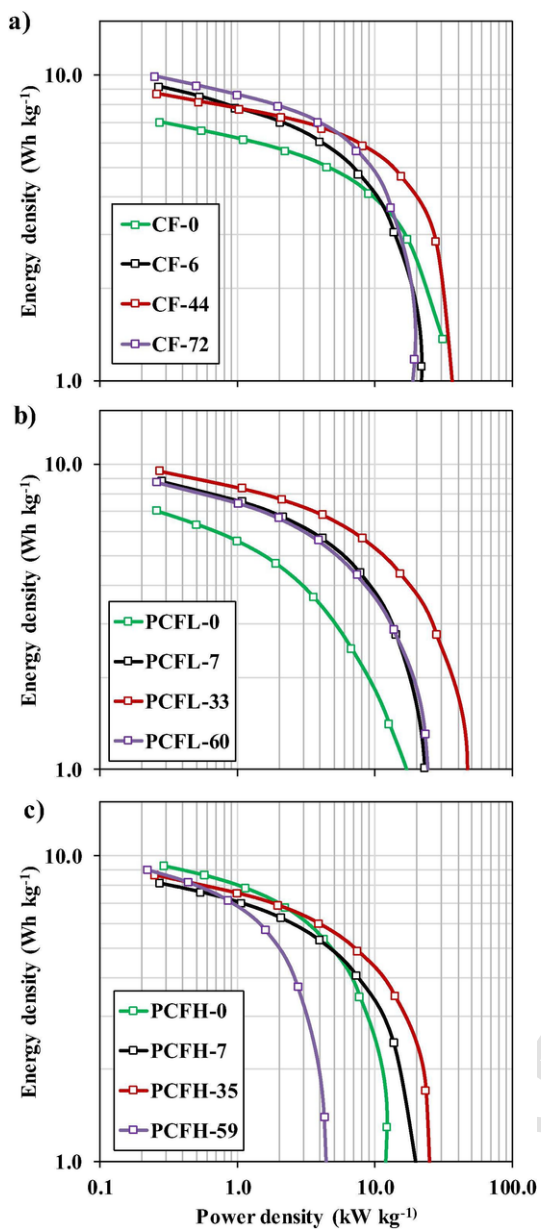 a)
10.0
Energy density (Wh kg-1)
CF-0
CF-6
CF-44
CF-72
1.0
b)
10.0
Energy density (Wh kg-1)
PCFL-0
PCFL-7
PCFL-33
PCFL-60
1.0
c)
10.0
Energy density (Wh kg-1)
PCFH-0
PCFH-7
PCFH-35
PCFH-59
1.0
0.1 1.0 10.0 100.0
Power density (kW kg-1)